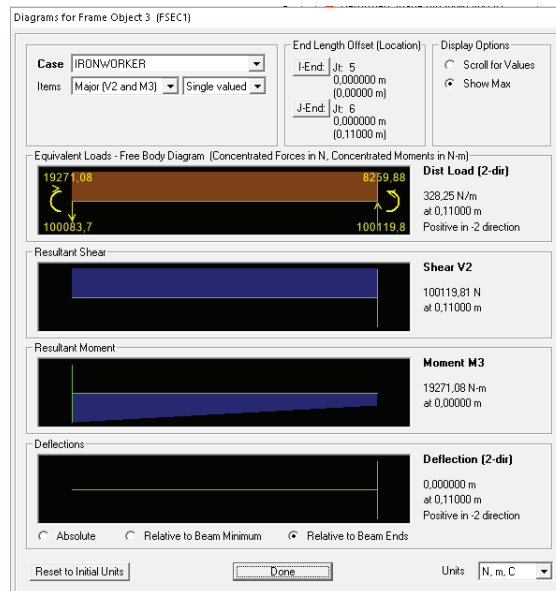 Diagrams for Frame Object 3 (FSEC1)
Case IRONWORKER
Items Major (V2 and M3) Single valued
End Length Offset (Location)
I-End: Jt: 5
0,000000 m
(0,00000 m)
J-End: Jt: 6
0,000000 m
(0,11000 m)
Display Options
Scroll for Values
Show Max
Equivalent Loads - Free Body Diagram (Concentrated Forces in N, Concentrated Moments in N-m)
19271,08 8259,88
100083,7 100119,8
Dist Load (2-dir)
328,25 N/m
at 0,11000 m
Positive in -2 direction
Resultant Shear
Shear V2
100119,81 N
at 0,11000 m
Resultant Moment
Moment M3
19271,08 N-m
at 0,00000 m
Deflections
Deflection (2-dir)
0,000000 m
at 0,11000 m
Positive in -2 direction
Absolute Relative to Beam Minimum Relative to Beam Ends
Reset to Initial Units Done Units N, m, C